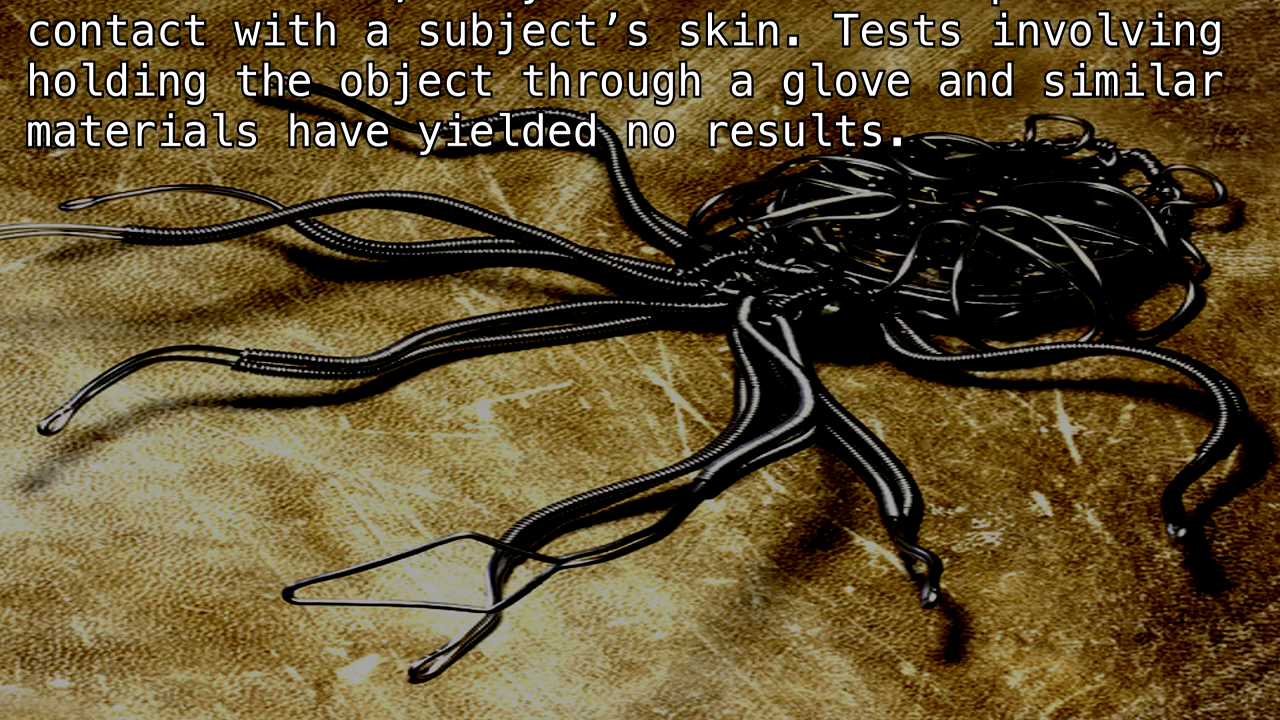 contact with a subject’s skin. Tests involving
holding the object through a glove and similar
materials have yielded no results.